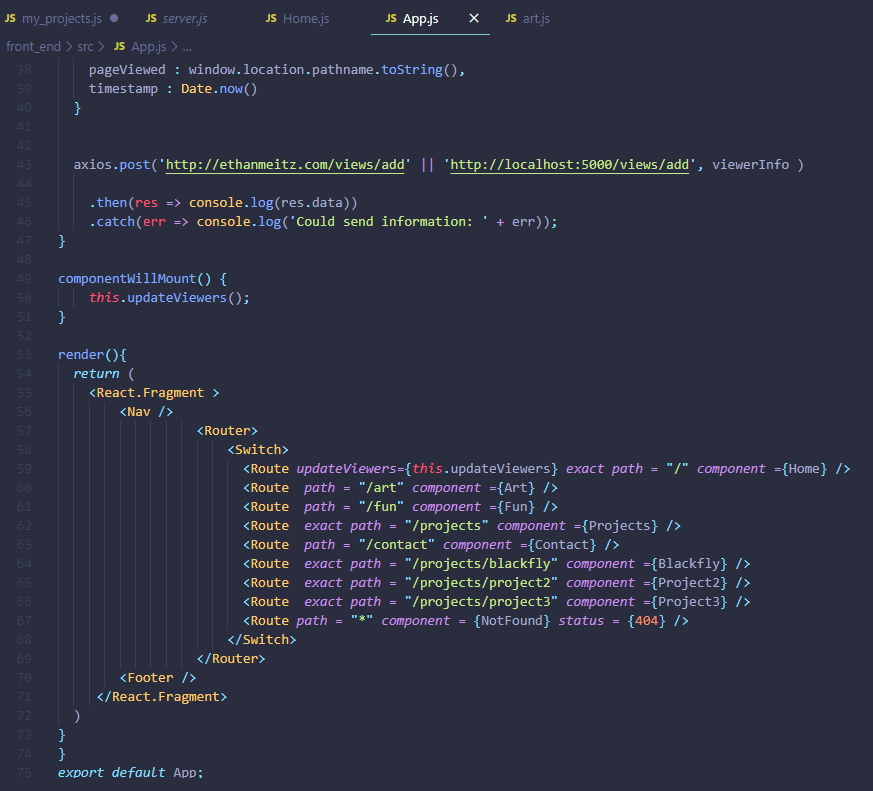 JS my_projects.js ● JS server.js JS Home.js JS App.js × JS art.js
front_end > src > JS App.js > ...
38 pageViewed : window.location.pathname.toString(),
39 timestamp : Date.now()
40 }
41
42
43 axios.post('http://ethanmeitz.com/views/add' || 'http://localhost:5000/views/add', viewerInfo )
44
45 .then(res => console.log(res.data))
46 .catch(err => console.log('Could send information: ' + err));
47 }
48
49 componentWillMount() {
50 this.updateViewers();
51 }
52
53 render(){
54 return (
55 <React.Fragment >
56 <Nav />
57 <Router>
58 <Switch>
59 <Route updateViewers={this.updateViewers} exact path = "/" component ={Home} />
60 <Route path = "/art" component ={Art} />
61 <Route path = "/fun" component ={Fun} />
62 <Route exact path = "/projects" component ={Projects} />
63 <Route path = "/contact" component ={Contact} />
64 <Route exact path = "/projects/blackfly" component ={Blackfly} />
65 <Route exact path = "/projects/project2" component ={Project2} />
66 <Route exact path = "/projects/project3" component ={Project3} />
67 <Route path = "*" component = {NotFound} status = {404} />
68 </Switch>
69 </Router>
70 <Footer />
71 </React.Fragment>
72 )
73 }
74 }
75 export default App;